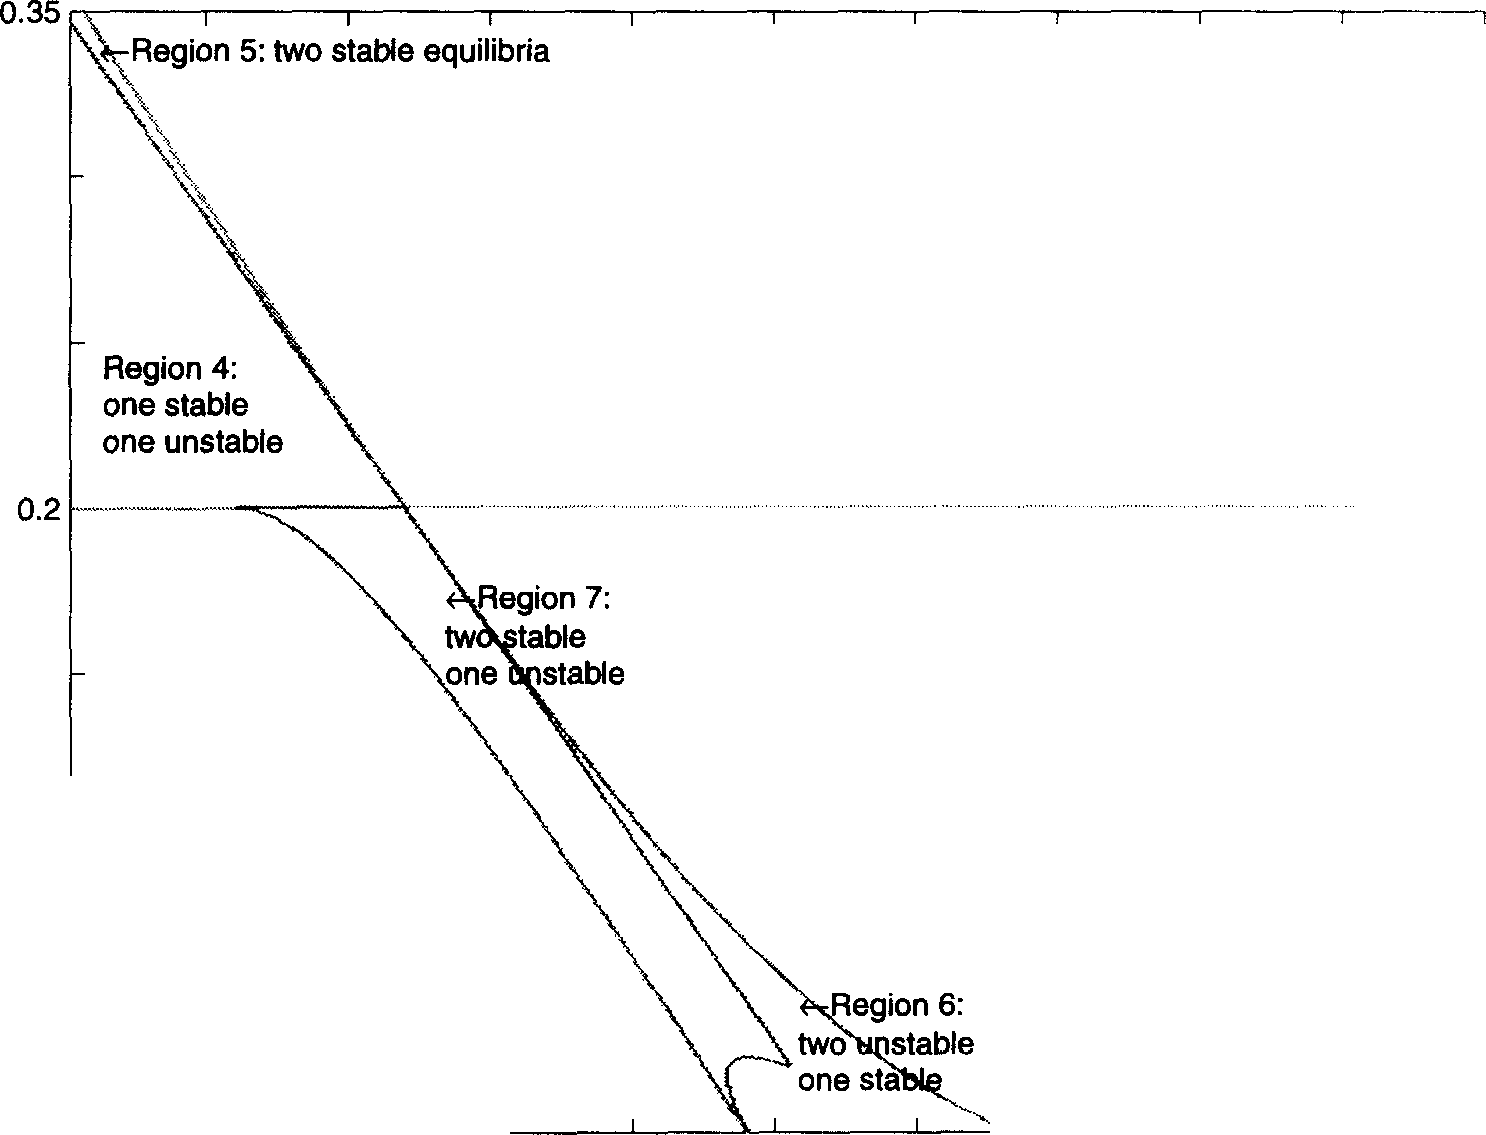 0.35
←Region 5: two stable equilibria
Region 4:
one stable
one unstable
0.2
←Region 7:
two stable
one unstable
←Region 6:
two unstable
one stable